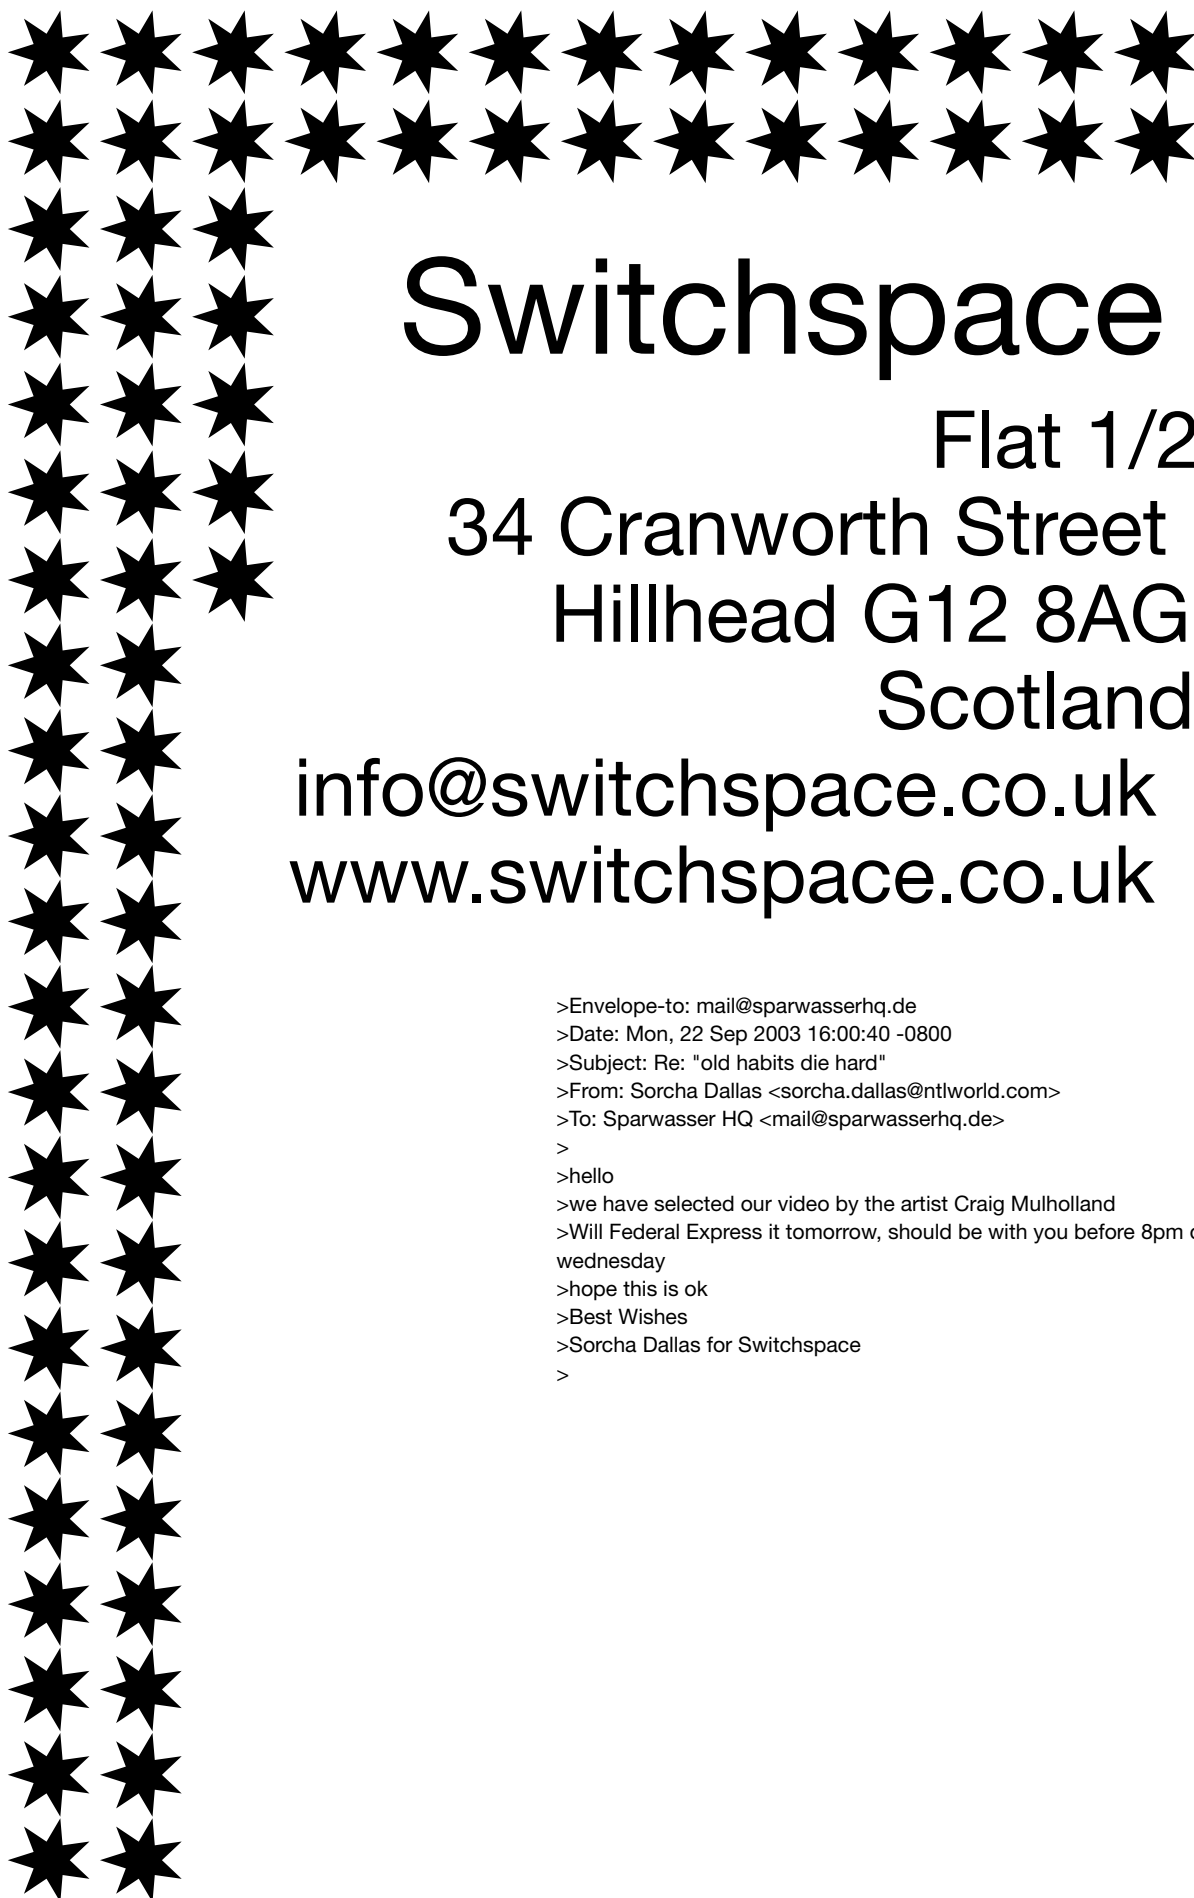 Switchspace
Flat 1/2
34 Cranworth Street
Hillhead G12 8AG
Scotland
info@switchspace.co.uk
www.switchspace.co.uk
>Envelope-to: mail@sparwasserhq.de
>Date: Mon, 22 Sep 2003 16:00:40 -0800
>Subject: Re: "old habits die hard"
>From: Sorcha Dallas <sorcha.dallas@ntlworld.com>
>To: Sparwasser HQ <mail@sparwasserhq.de>
>
>hello
>we have selected our video by the artist Craig Mulholland
>Will Federal Express it tomorrow, should be with you before 8pm
wednesday
>hope this is ok
>Best Wishes
>Sorcha Dallas for Switchspace
>